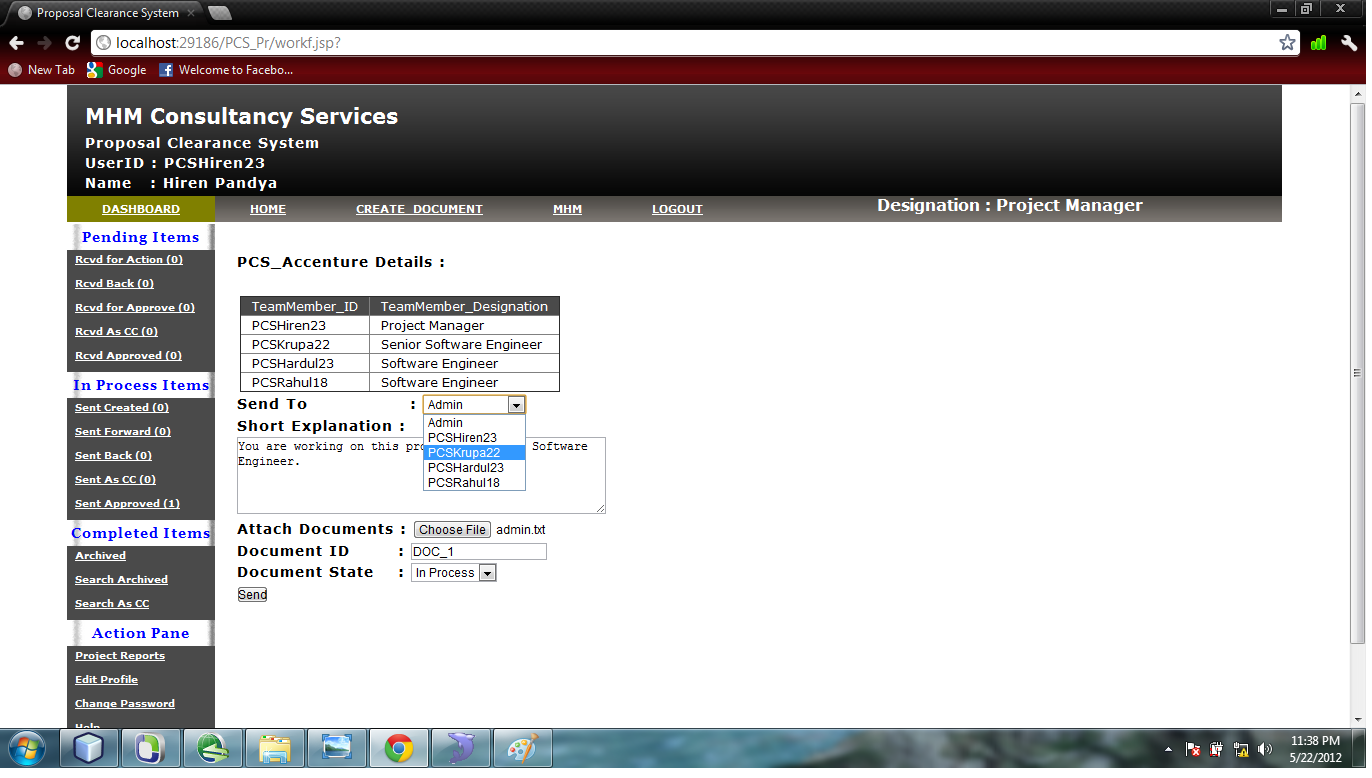 Proposal Clearance System
localhost:29186/PCS_Pr/workf.jsp?
New Tab Google Welcome to Facebo...
MHM Consultancy Services
Proposal Clearance System
UserID : PCSHiren23
Name : Hiren Pandya
DASHBOARD HOME CREATE_DOCUMENT MHM LOGOUT Designation : Project Manager
Pending Items
Rcvd for Action (0)
Rcvd Back (0)
Rcvd for Approve (0)
Rcvd As CC (0)
Rcvd Approved (0)
In Process Items
Sent Created (0)
Sent Forward (0)
Sent Back (0)
Sent As CC (0)
Sent Approved (1)
Completed Items
Archived
Search Archived
Search As CC
Action Pane
Project Reports
Edit Profile
Change Password
Help
PCS_Accenture Details :
TeamMember_ID TeamMember_Designation
PCSHiren23 Project Manager
PCSKrupa22 Senior Software Engineer
PCSHardul23 Software Engineer
PCSRahul18 Software Engineer
Send To : Admin
Admin
PCSHiren23
PCSKrupa22
PCSHardul23
PCSRahul18
Short Explanation :
You are working on this pro Software
Engineer.
Attach Documents : Choose File admin.txt
Document ID : DOC_1
Document State : In Process
Send
11:38 PM
5/22/2012